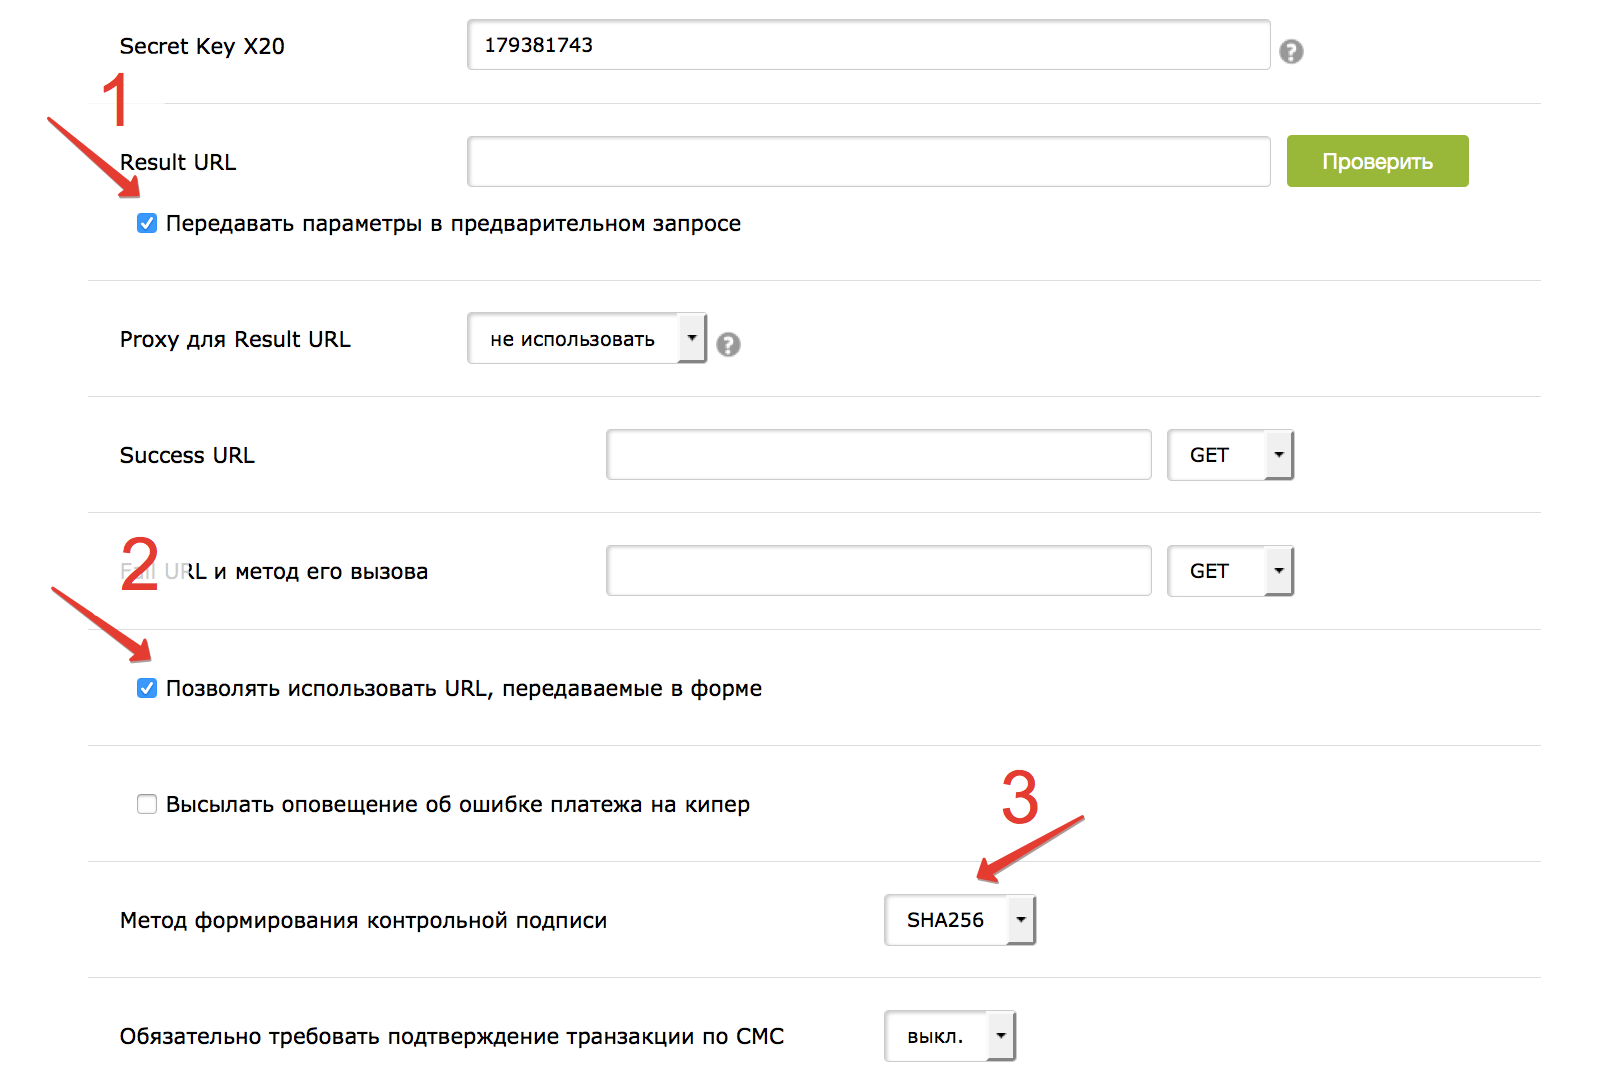 Secret Key X20
179381743
?
1
Result URL
Проверить
Передавать параметры в предварительном запросе
Proxy для Result URL
не использовать
?
Success URL
GET
2
Fail URL и метод его вызова
GET
Позволять использовать URL, передаваемые в форме
Высылать оповещение об ошибке платежа на кипер
3
Метод формирования контрольной подписи
SHA256
Обязательно требовать подтверждение транзакции по СМС
выкл.